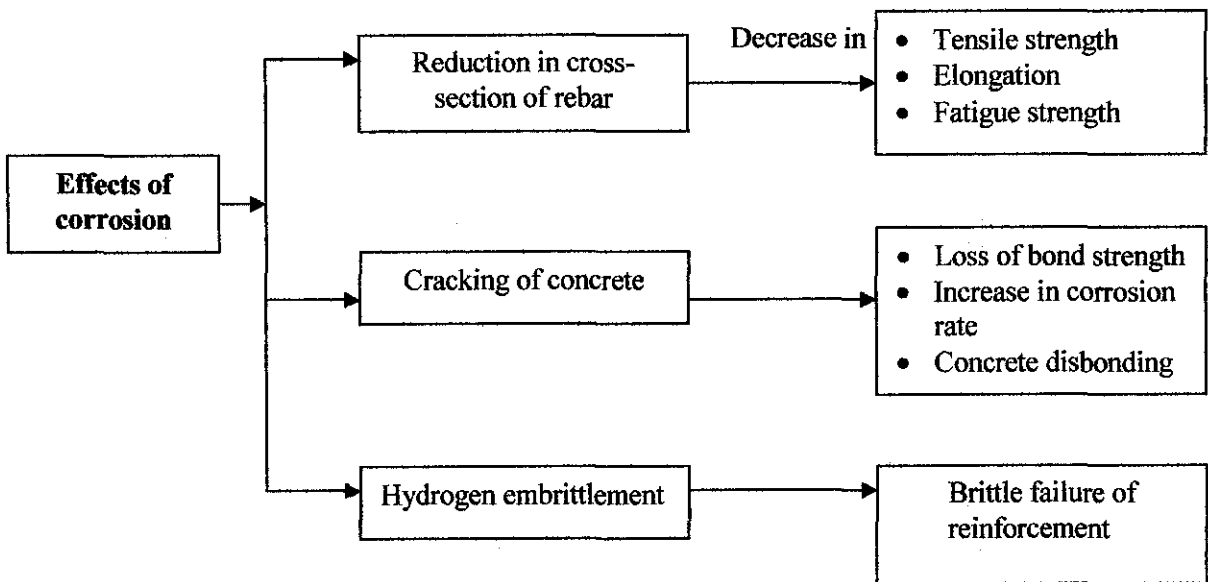 Effects of
corrosion
Reduction in cross-
section of rebar
Decrease in
• Tensile strength
• Elongation
• Fatigue strength
Cracking of concrete
• Loss of bond strength
• Increase in corrosion
rate
• Concrete disbonding
Hydrogen embrittlement
Brittle failure of
reinforcement